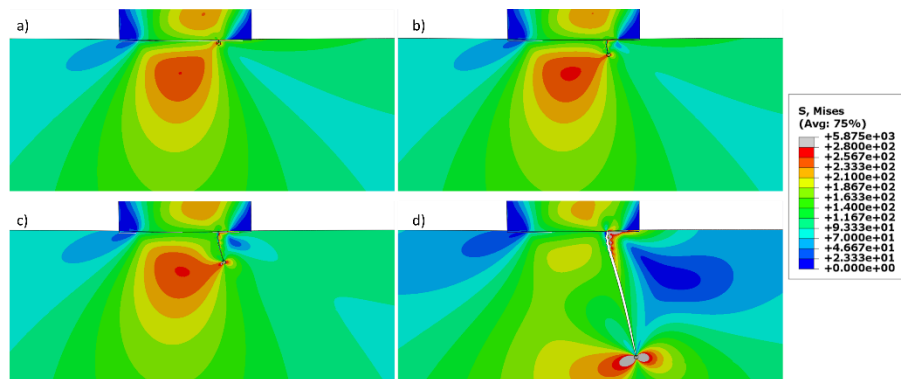 a)
b)
c)
d)
S, Mises
(Avg: 75%)
+5.875e+03
+2.800e+02
+2.567e+02
+2.333e+02
+2.100e+02
+1.867e+02
+1.633e+02
+1.400e+02
+1.167e+02
+9.333e+01
+7.000e+01
+4.667e+01
+2.333e+01
+0.000e+00